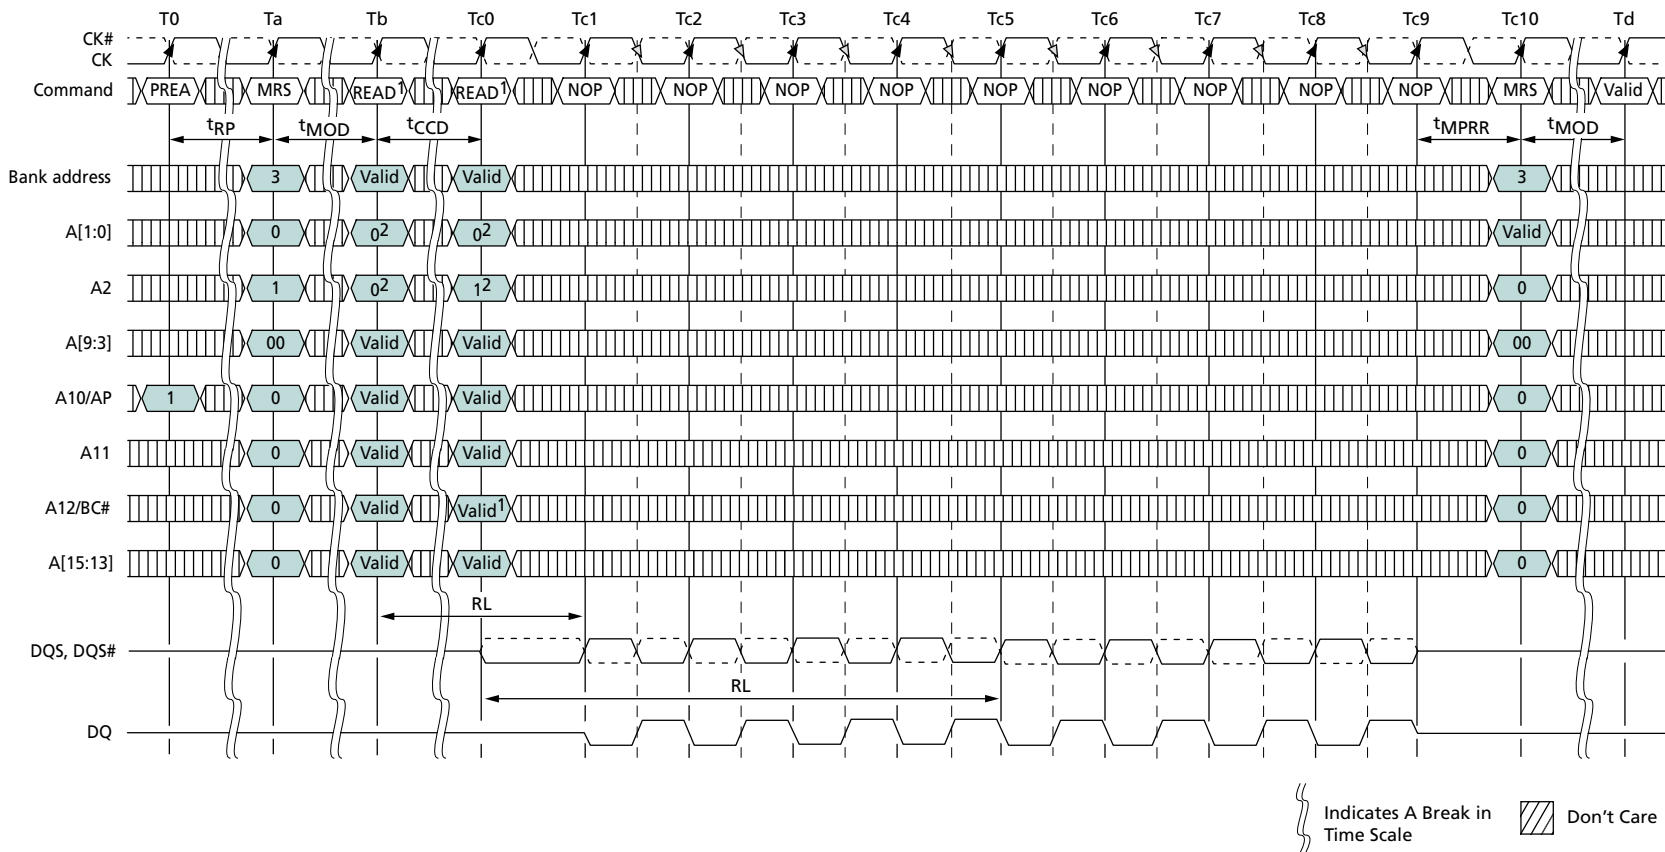 T0 Ta Tb Tc0 Tc1 Tc2 Tc3 Tc4 Tc5 Tc6 Tc7 Tc8 Tc9 Tc10 Td
CK#
CK
Command PREA MRS READ1 READ1 NOP NOP NOP NOP NOP NOP NOP NOP NOP MRS Valid
tRP tMOD tCCD tMPRR tMOD
Bank address 3 Valid Valid 3
A[1:0] 0 02 02 Valid
A2 1 02 12 0
A[9:3] 00 Valid Valid 00
A10/AP 1 0 Valid Valid 0
A11 0 Valid Valid 0
A12/BC# 0 Valid Valid1 0
A[15:13] 0 Valid Valid 0
RL
DQS, DQS#
RL
DQ
Indicates A Break in
Time Scale
Don't Care